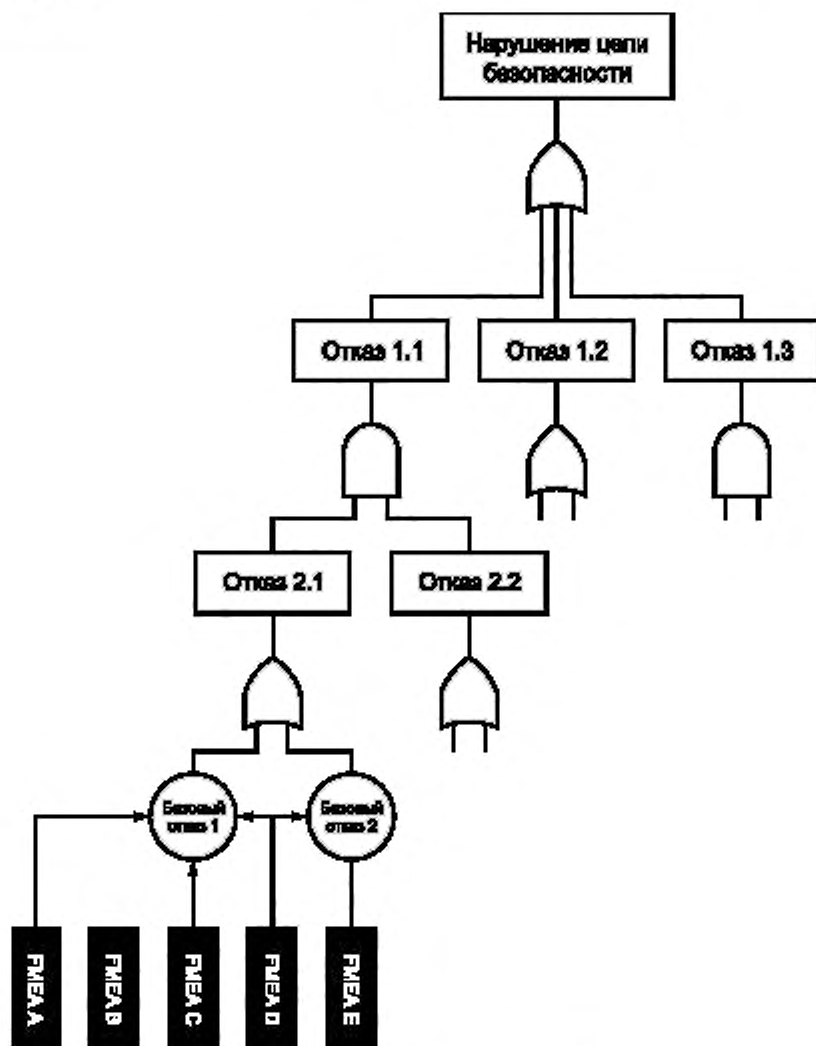 Нарушение цепи
безопасности
Отказ 1.1
Отказ 1.2
Отказ 1.3
Отказ 2.1
Отказ 2.2
Базовый
отказ 1
Базовый
отказ 2
FMEA A
FMEA B
FMEA C
FMEA D
FMEA E